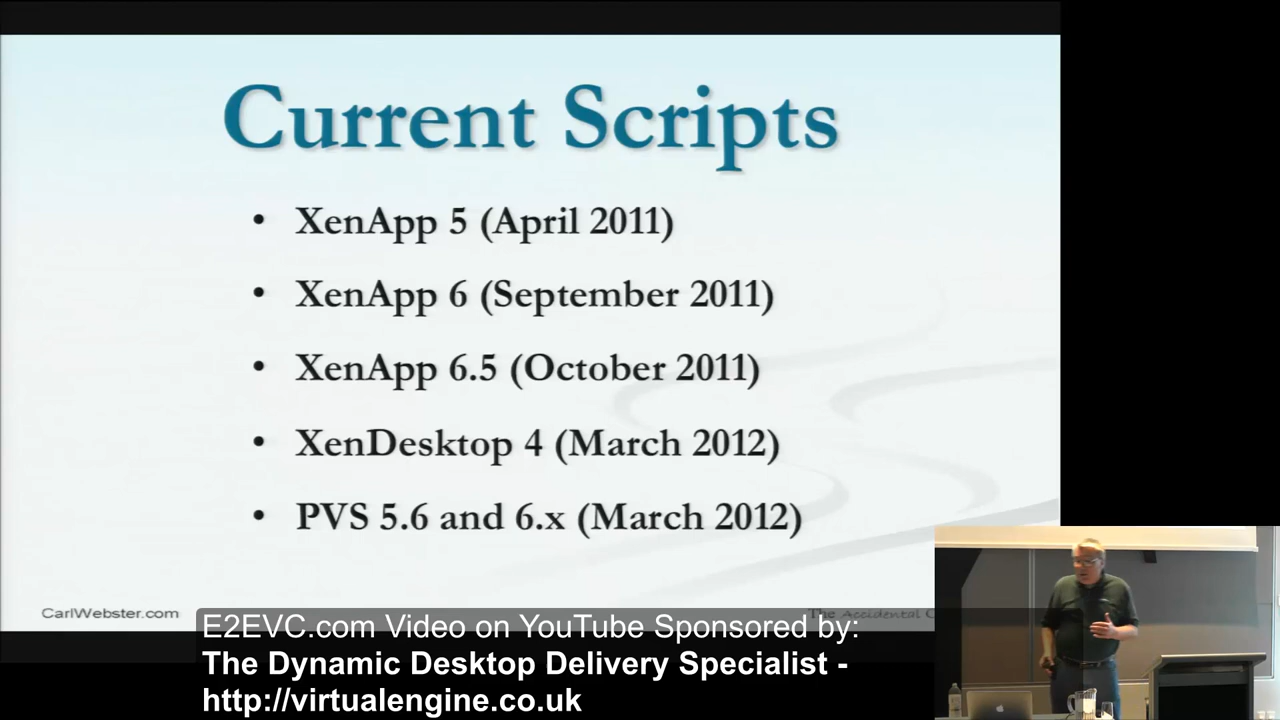 Current Scripts
• XenApp 5 (April 2011)
• XenApp 6 (September 2011)
• XenApp 6.5 (October 2011)
• XenDesktop 4 (March 2012)
• PVS 5.6 and 6.x (March 2012)
CarlWebster.com
The Accidental C
E2EVC.com Video on YouTube Sponsored by:
The Dynamic Desktop Delivery Specialist -
http://virtualengine.co.uk